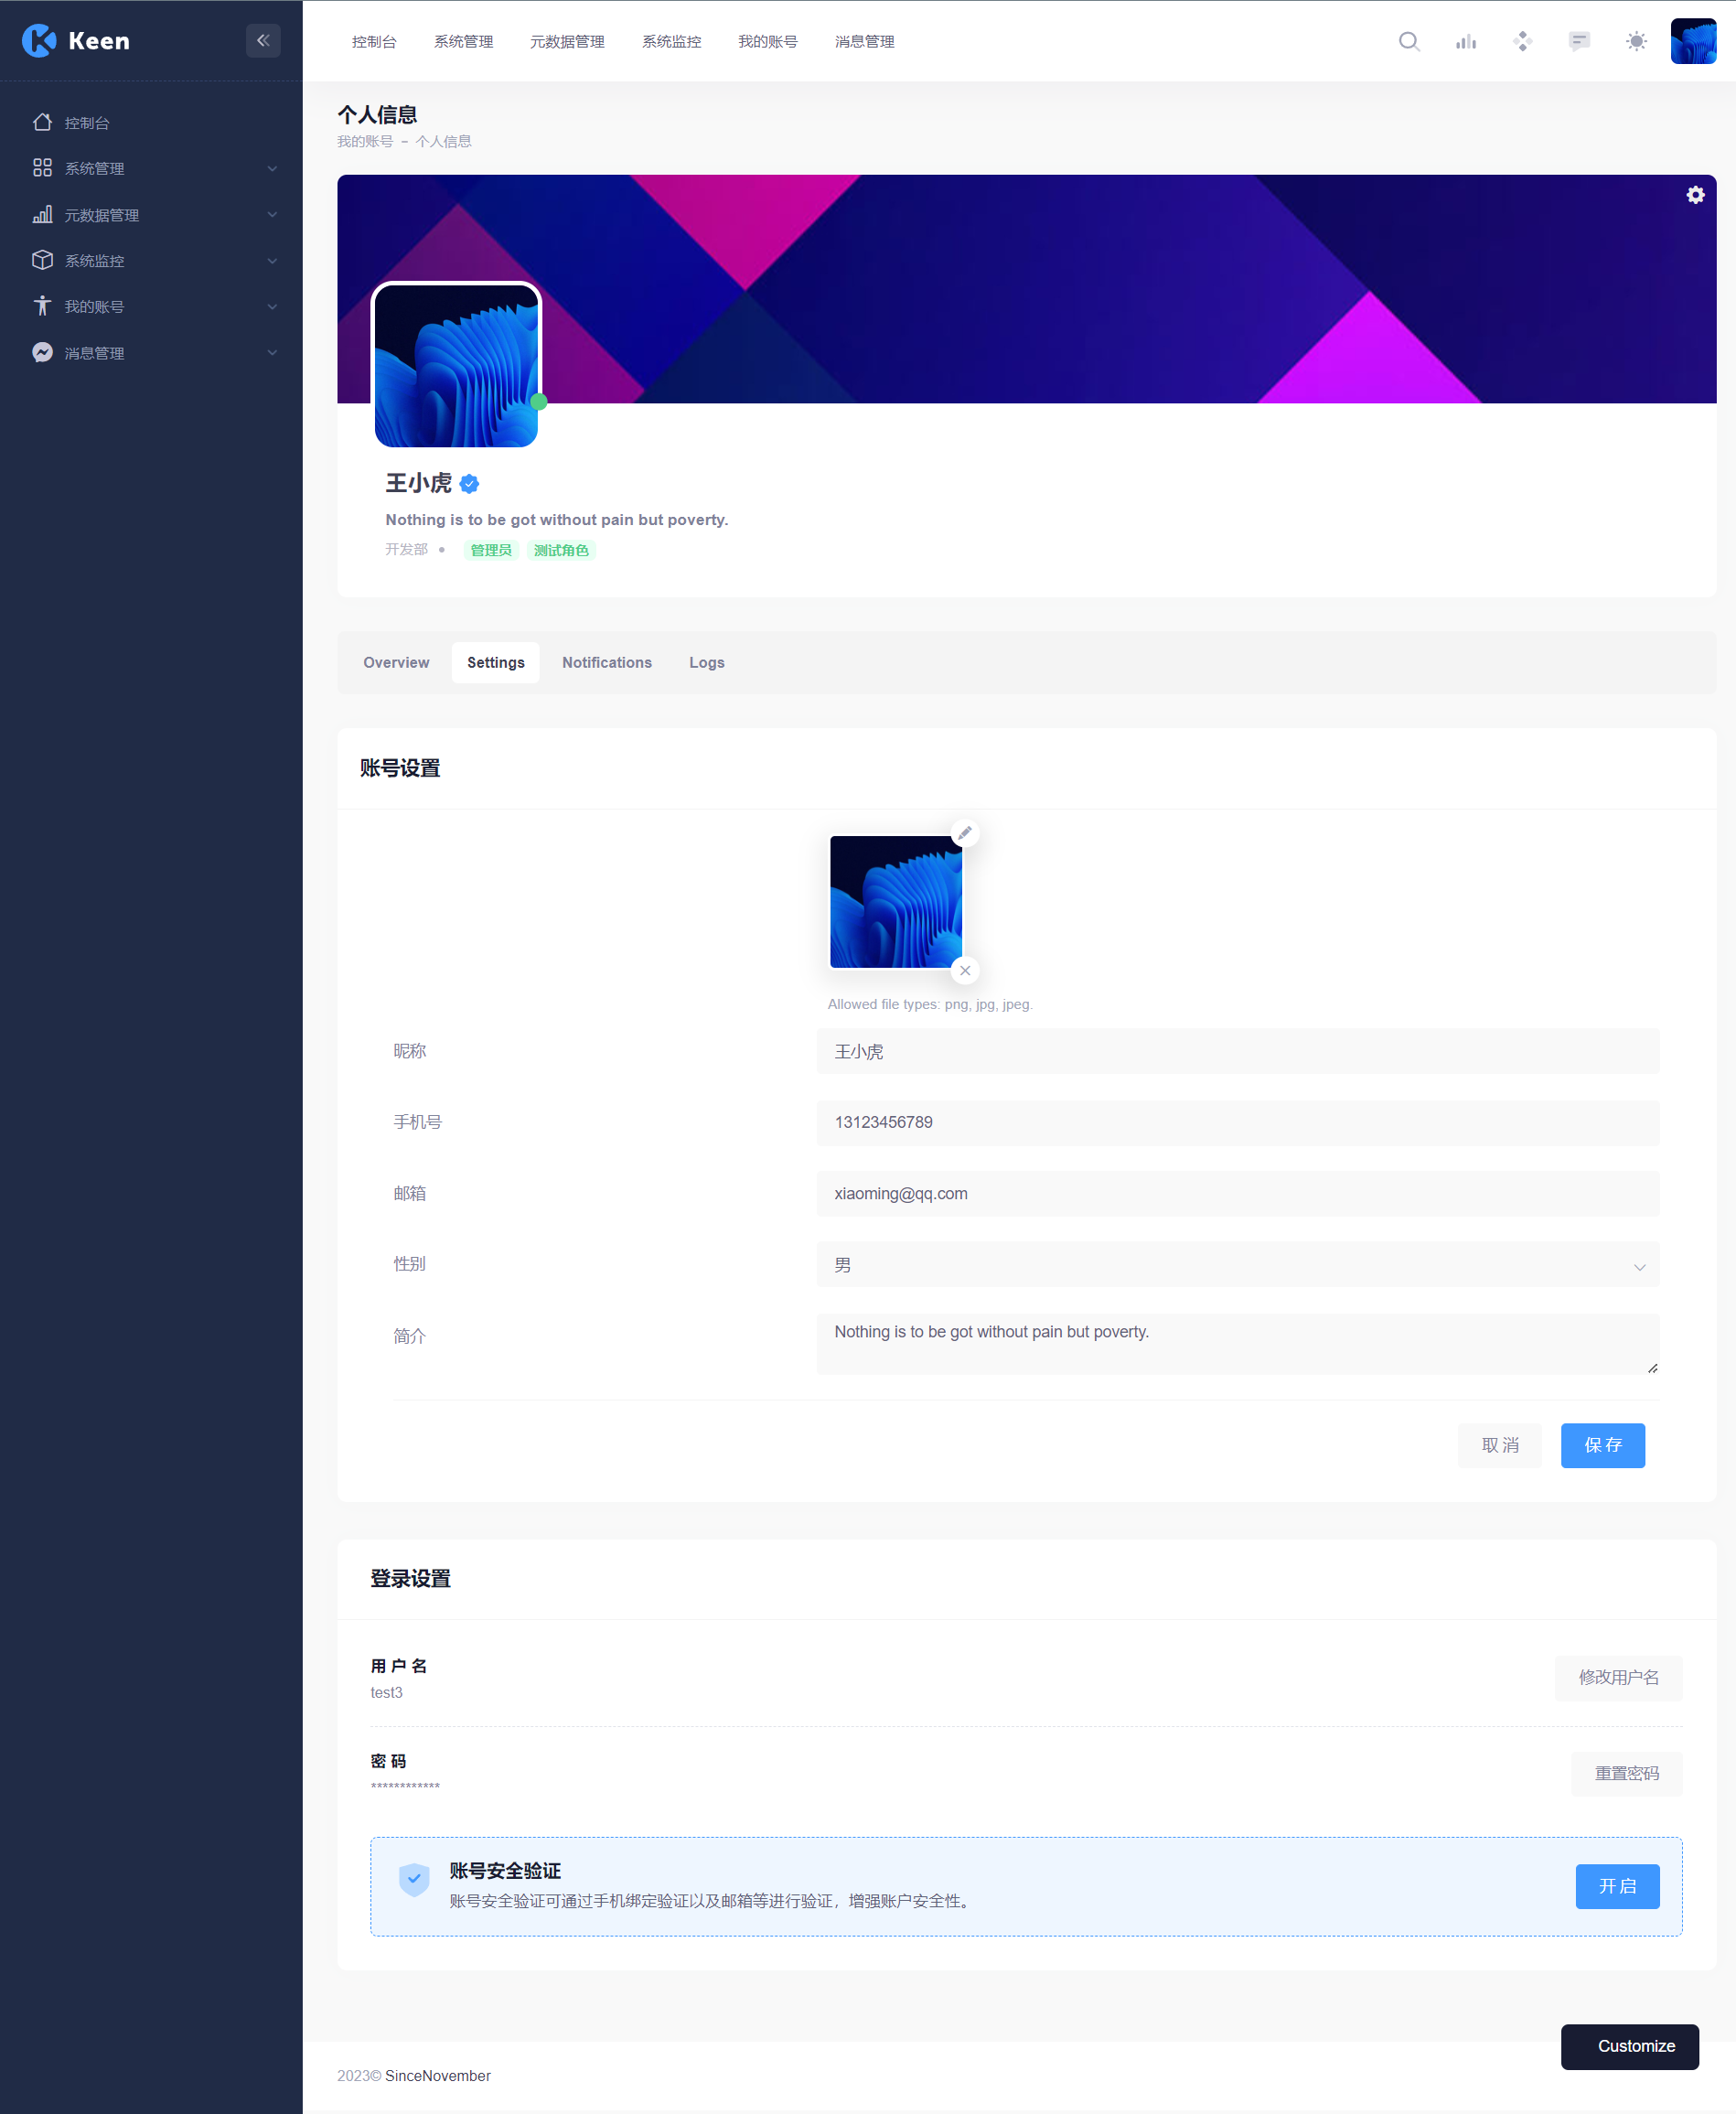 Keen
控制台
系统管理
元数据管理
系统监控
我的账号
消息管理
控制台 系统管理 元数据管理 系统监控 我的账号 消息管理
个人信息
我的账号 – 个人信息
王小虎
Nothing is to be got without pain but poverty.
开发部 管理员 测试角色
Overview Settings Notifications Logs
账号设置
Allowed file types: png, jpg, jpeg.
昵称 王小虎
手机号 13123456789
邮箱 xiaoming@qq.com
性别 男
简介 Nothing is to be got without pain but poverty.
取 消 保 存
登录设置
用 户 名
test3
修改用户名
密 码
************
重置密码
账号安全验证
账号安全验证可通过手机绑定验证以及邮箱等进行验证，增强账户安全性。
开 启
Customize
2023© SinceNovember